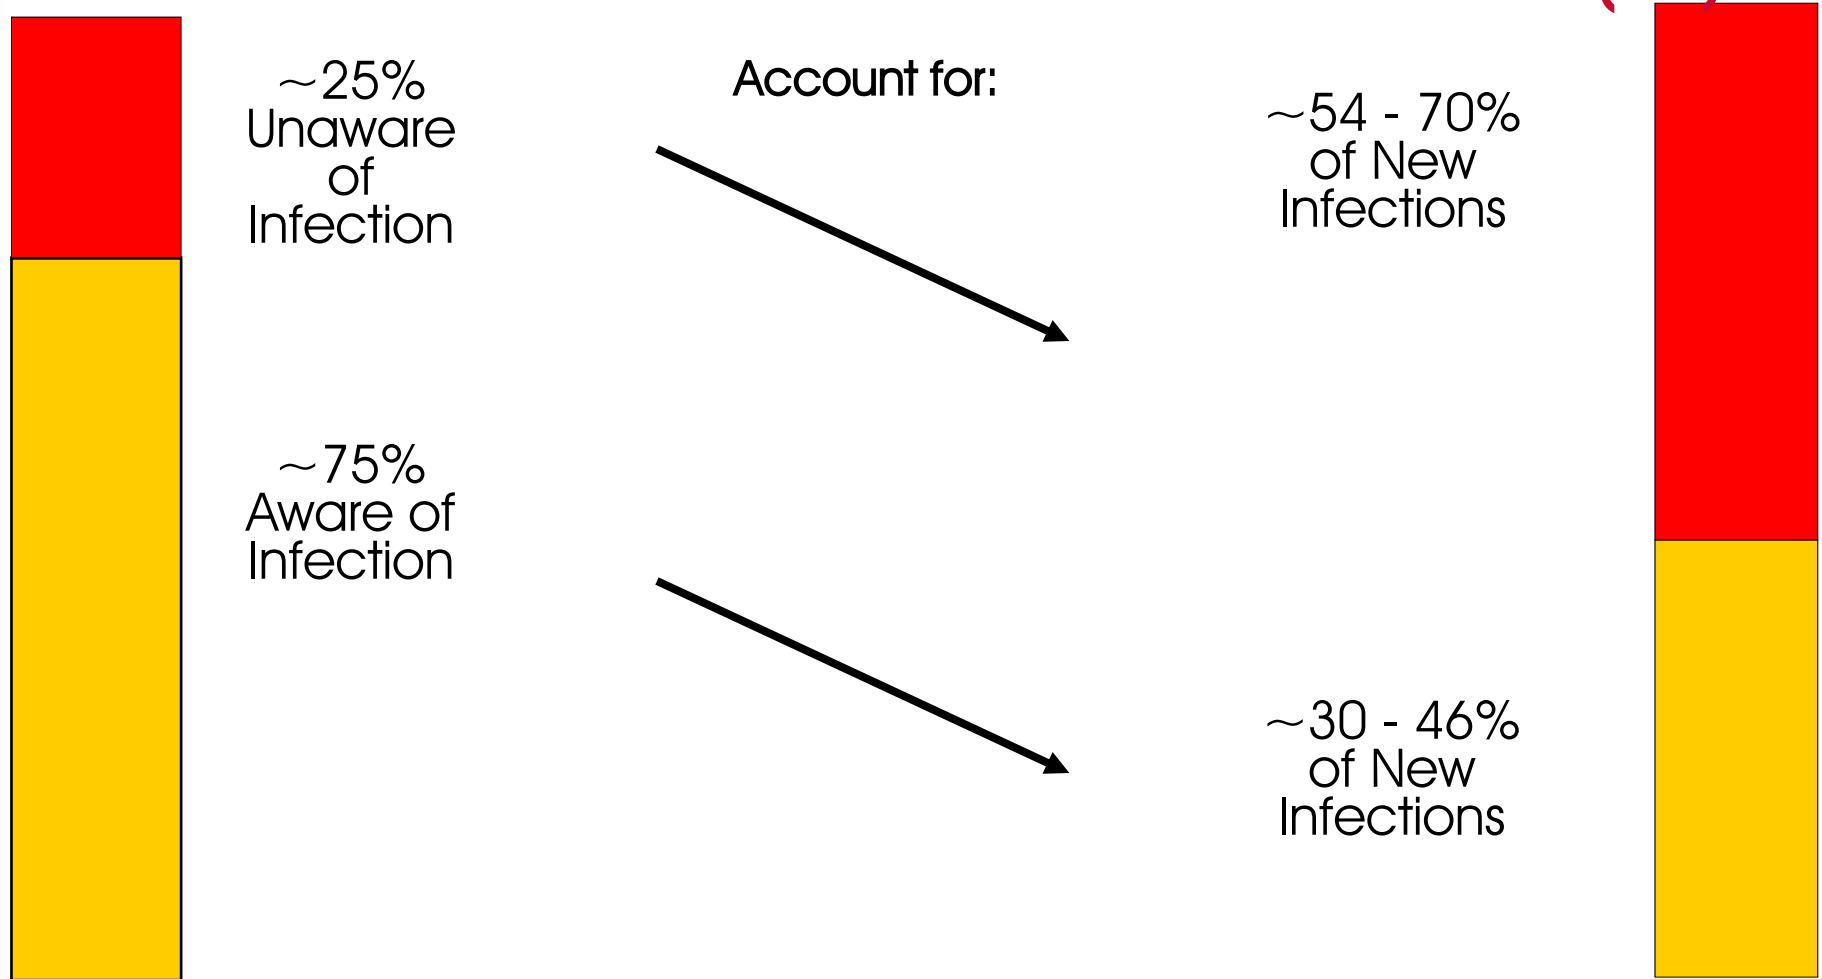 ~25%
Unaware
of
Infection
Account for:
~54 - 70%
of New
Infections
~75%
Aware of
Infection
~30 - 46%
of New
Infections